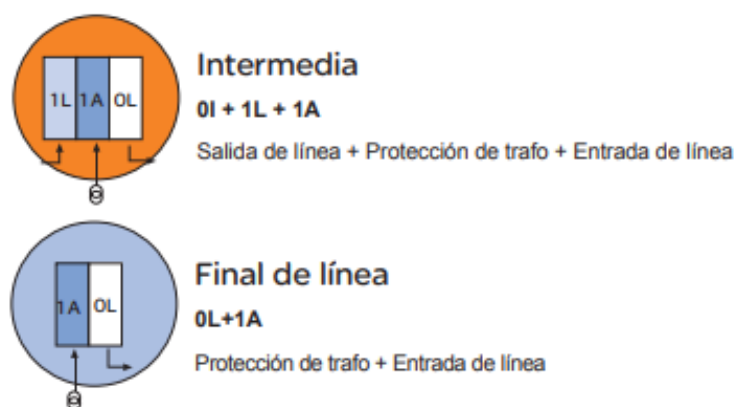 1L 1A 0L
Intermedia
0I + 1L + 1A
Salida de línea + Protección de trafo + Entrada de línea
1A 0L
Final de línea
0L+1A
Protección de trafo + Entrada de línea